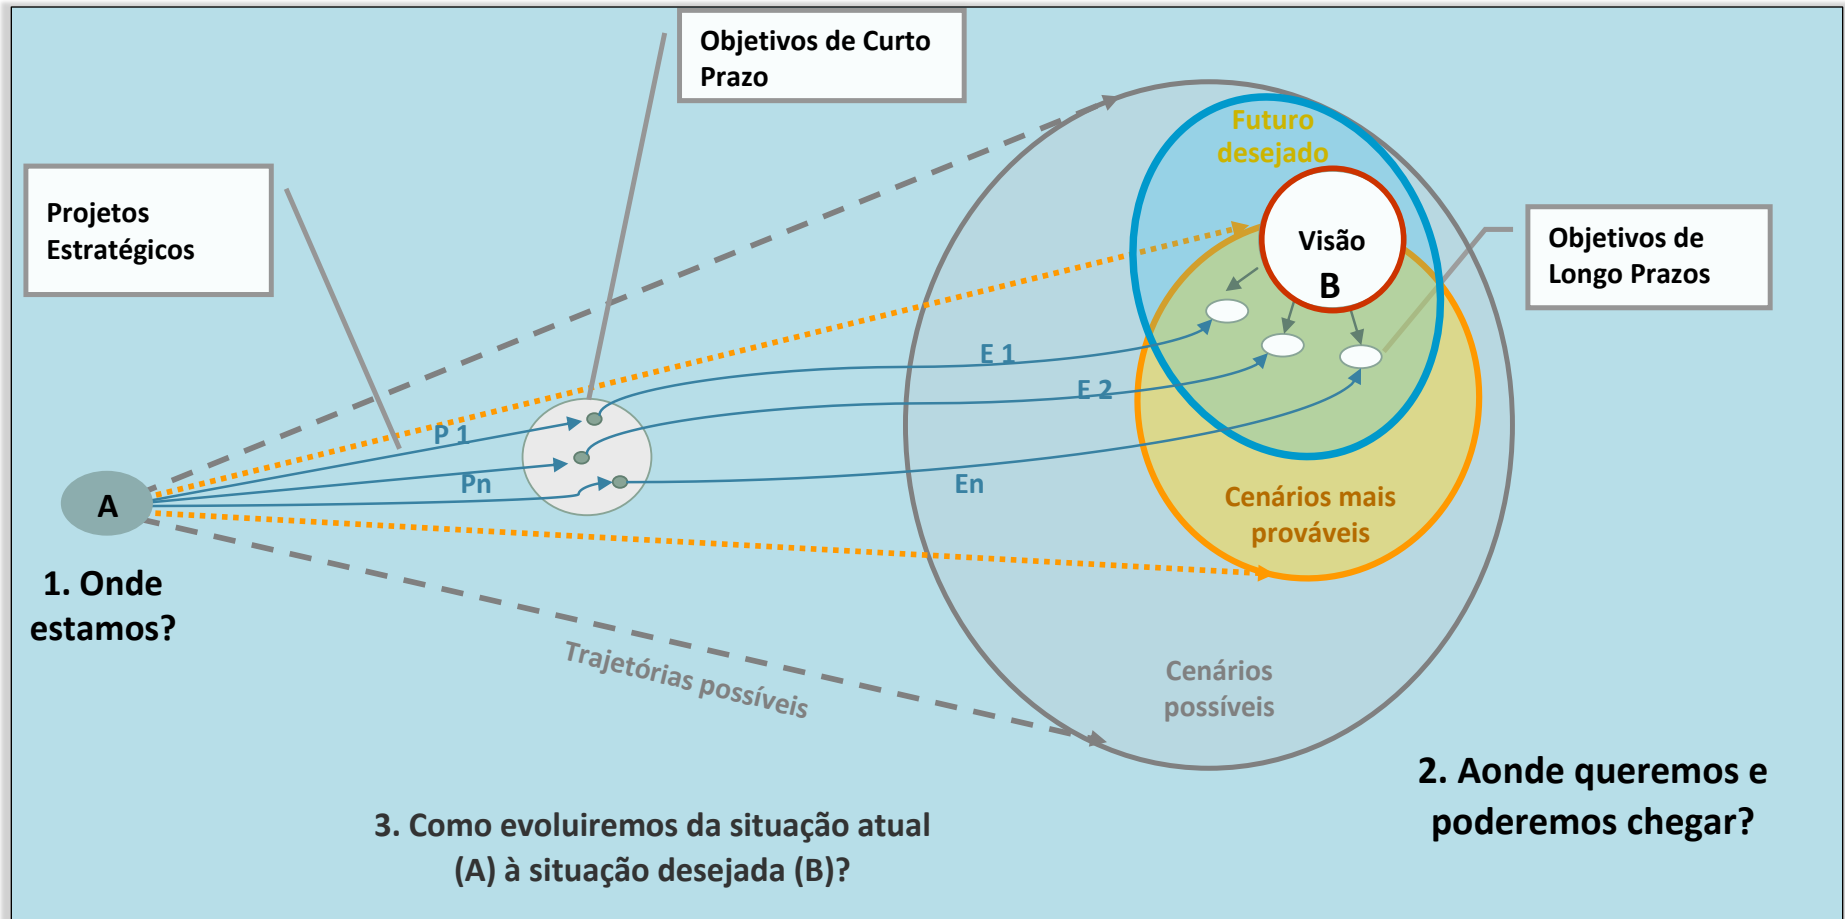 Objetivos de Curto
Prazo
Futuro
desejado
Projetos
Estratégicos
Visão
B
Objetivos de
Longo Prazos
E 1
E 2
P 1
Pn
En
A
Cenários mais
prováveis
1. Onde
estamos?
Trajetórias possíveis
Cenários
possíveis
2. Aonde queremos e
poderemos chegar?
3. Como evoluiremos da situação atual
(A) à situação desejada (B)?